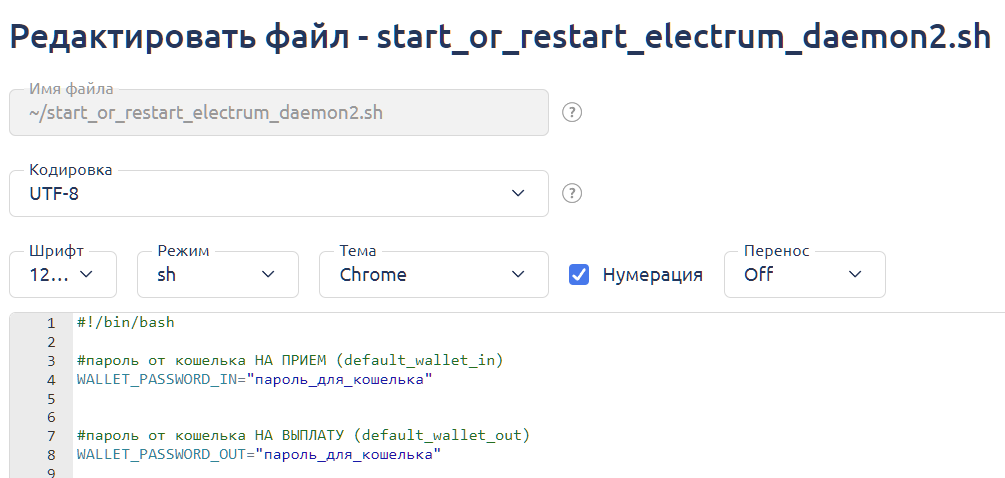 Редактировать файл - start_or_restart_electrum_daemon2.sh
Имя файла
~/start_or_restart_electrum_daemon2.sh
?
Кодировка
UTF-8
?
Шрифт
12...
Режим
sh
Тема
Chrome
Нумерация
Перенос
Off
1 #!/bin/bash
2
3 #пароль от кошелька НА ПРИЕМ (default_wallet_in)
4 WALLET_PASSWORD_IN="пароль_для_кошелька"
5
6
7 #пароль от кошелька НА ВЫПЛАТУ (default_wallet_out)
8 WALLET_PASSWORD_OUT="пароль_для_кошелька"
9